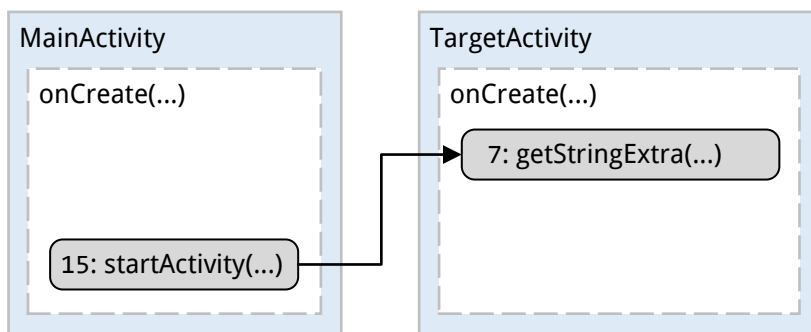 MainActivity
onCreate(...)
15: startActivity(...)
TargetActivity
onCreate(...)
7: getStringExtra(...)